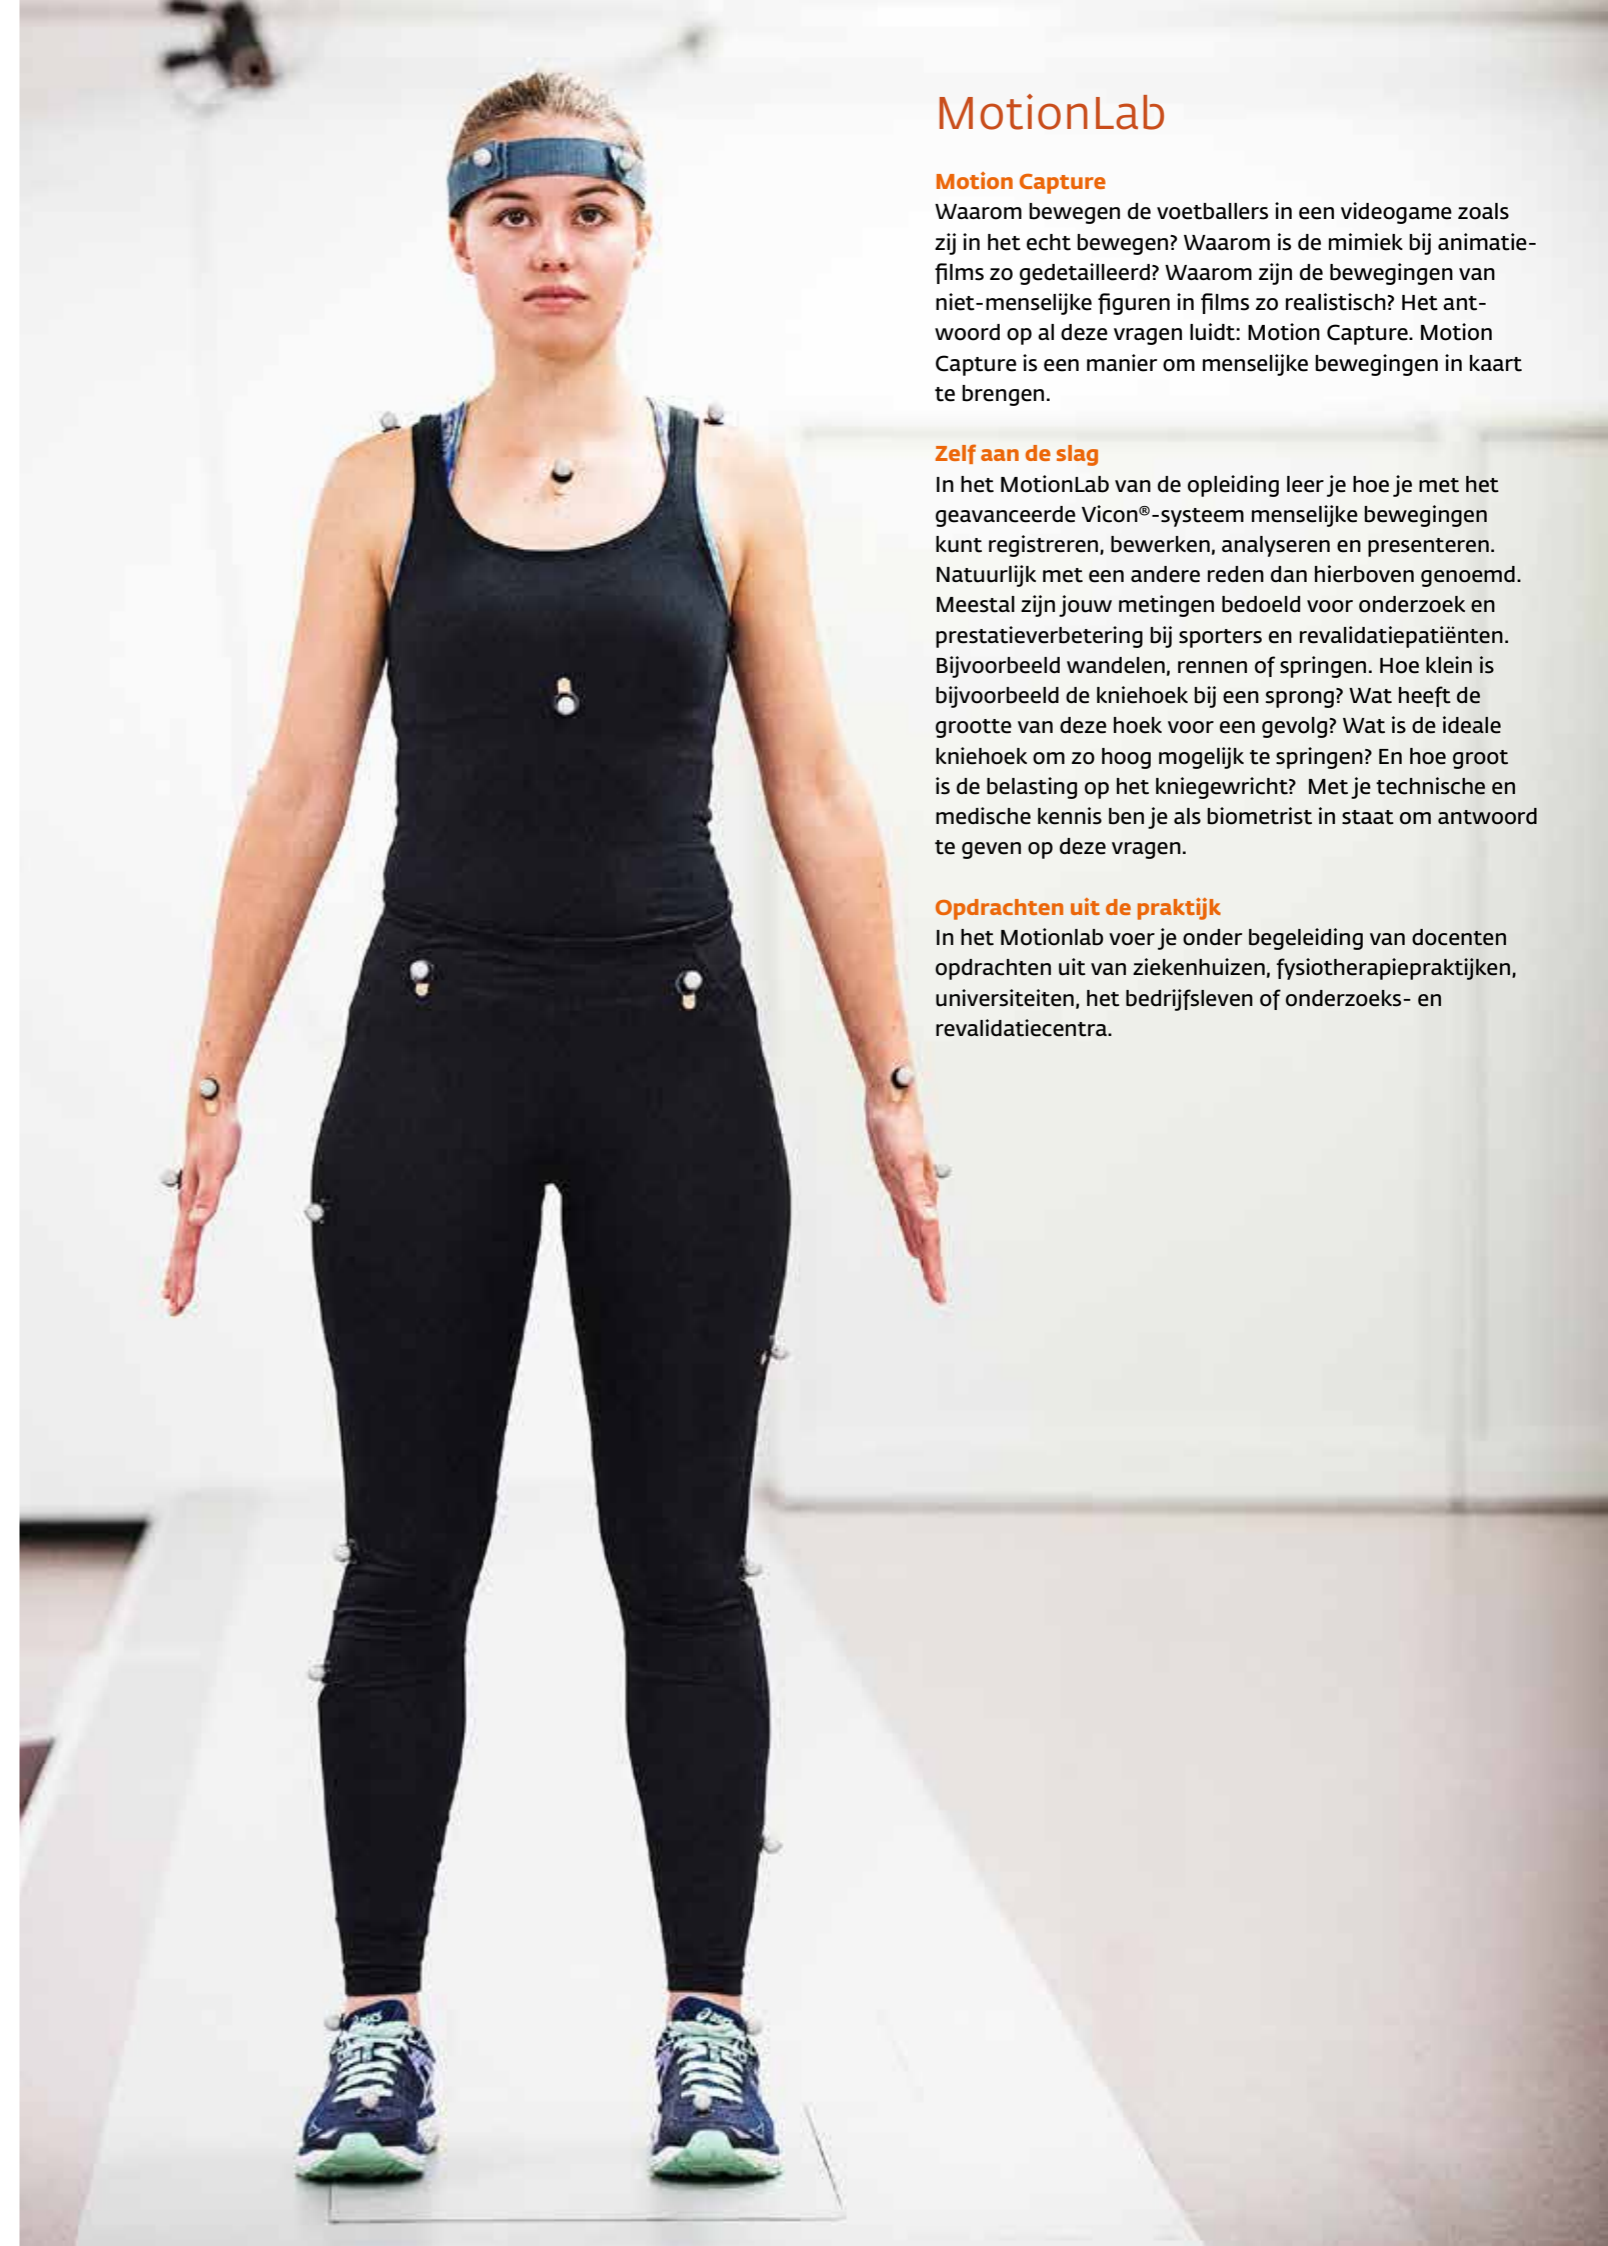 MotionLab
Motion Capture
Waarom bewegen de voetballers in een videogame zoals
zij in het echt bewegen? Waarom is de mimiek bij animatie-
films zo gedetailleerd? Waarom zijn de bewegingen van
niet-menselijke figuren in films zo realistisch? Het ant-
woord op al deze vragen luidt: Motion Capture. Motion
Capture is een manier om menselijke bewegingen in kaart
te brengen.
Zelf aan de slag
In het MotionLab van de opleiding leer je hoe je met het
geavanceerde Vicon®-systeem menselijke bewegingen
kunt registreren, bewerken, analyseren en presenteren.
Natuurlijk met een andere reden dan hierboven genoemd.
Meestal zijn jouw metingen bedoeld voor onderzoek en
prestatieverbetering bij sporters en revalidatiepatiënten.
Bijvoorbeeld wandelen, rennen of springen. Hoe klein is
bijvoorbeeld de kniehoek bij een sprong? Wat heeft de
grootte van deze hoek voor een gevolg? Wat is de ideale
kniehoek om zo hoog mogelijk te springen? En hoe groot
is de belasting op het kniegewricht?  Met je technische en
medische kennis ben je als biometrist in staat om antwoord
te geven op deze vragen.
Opdrachten uit de praktijk
In het Motionlab voer je onder begeleiding van docenten
opdrachten uit van ziekenhuizen, fysiotherapiepraktijken,
universiteiten, het bedrijfsleven of onderzoeks- en
revalidatiecentra.